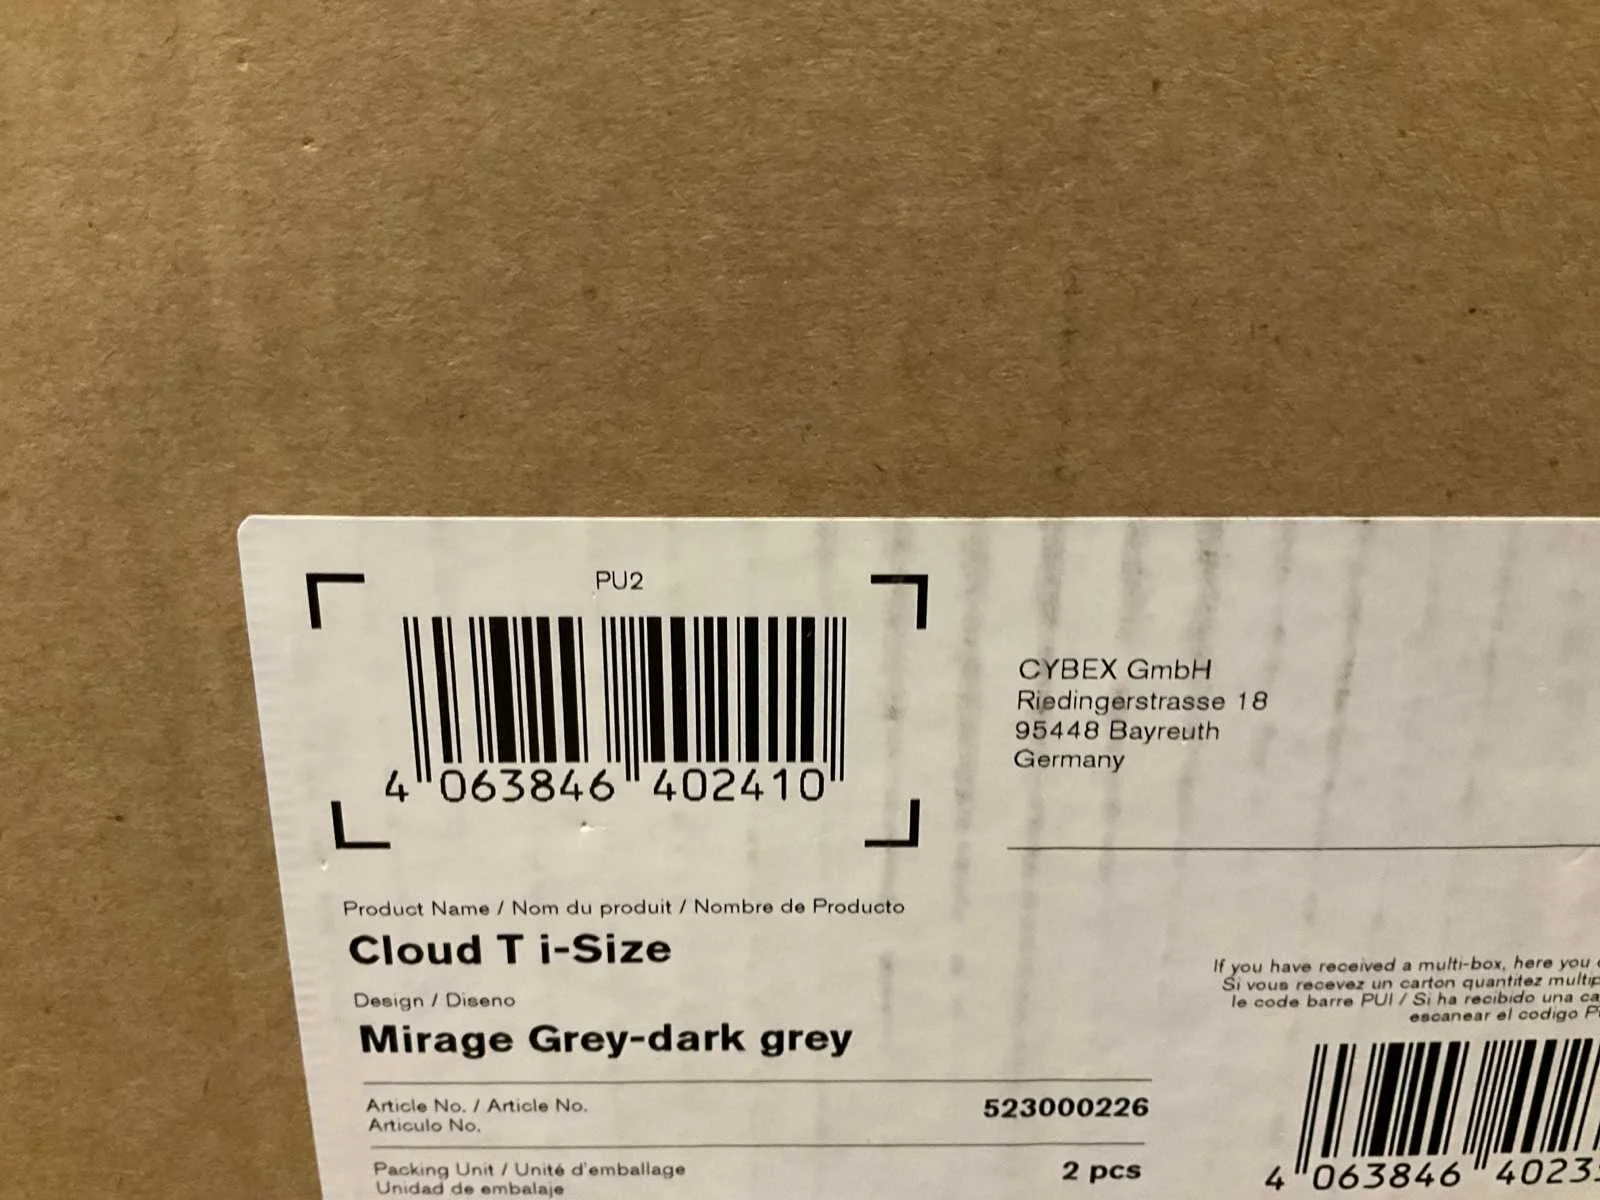 PU2
4 063846 402410
CYBEX GmbH
Riedingerstrasse 18
95448 Bayreuth
Germany
Product Name / Nom du produit / Nombre de Producto
Cloud T i-Size
Design / Diseno
Mirage Grey-dark grey
Article No. / Article No.
Articulo No.
523000226
Packing Unit / Unité d'emballage
Unidad de embalaje
2 pcs
If you have received a multi-box, here you
Si vous recevez un carton quantitez
le code barre PUI / Si ha recibido una
escanear el codigo
4 063846 4023